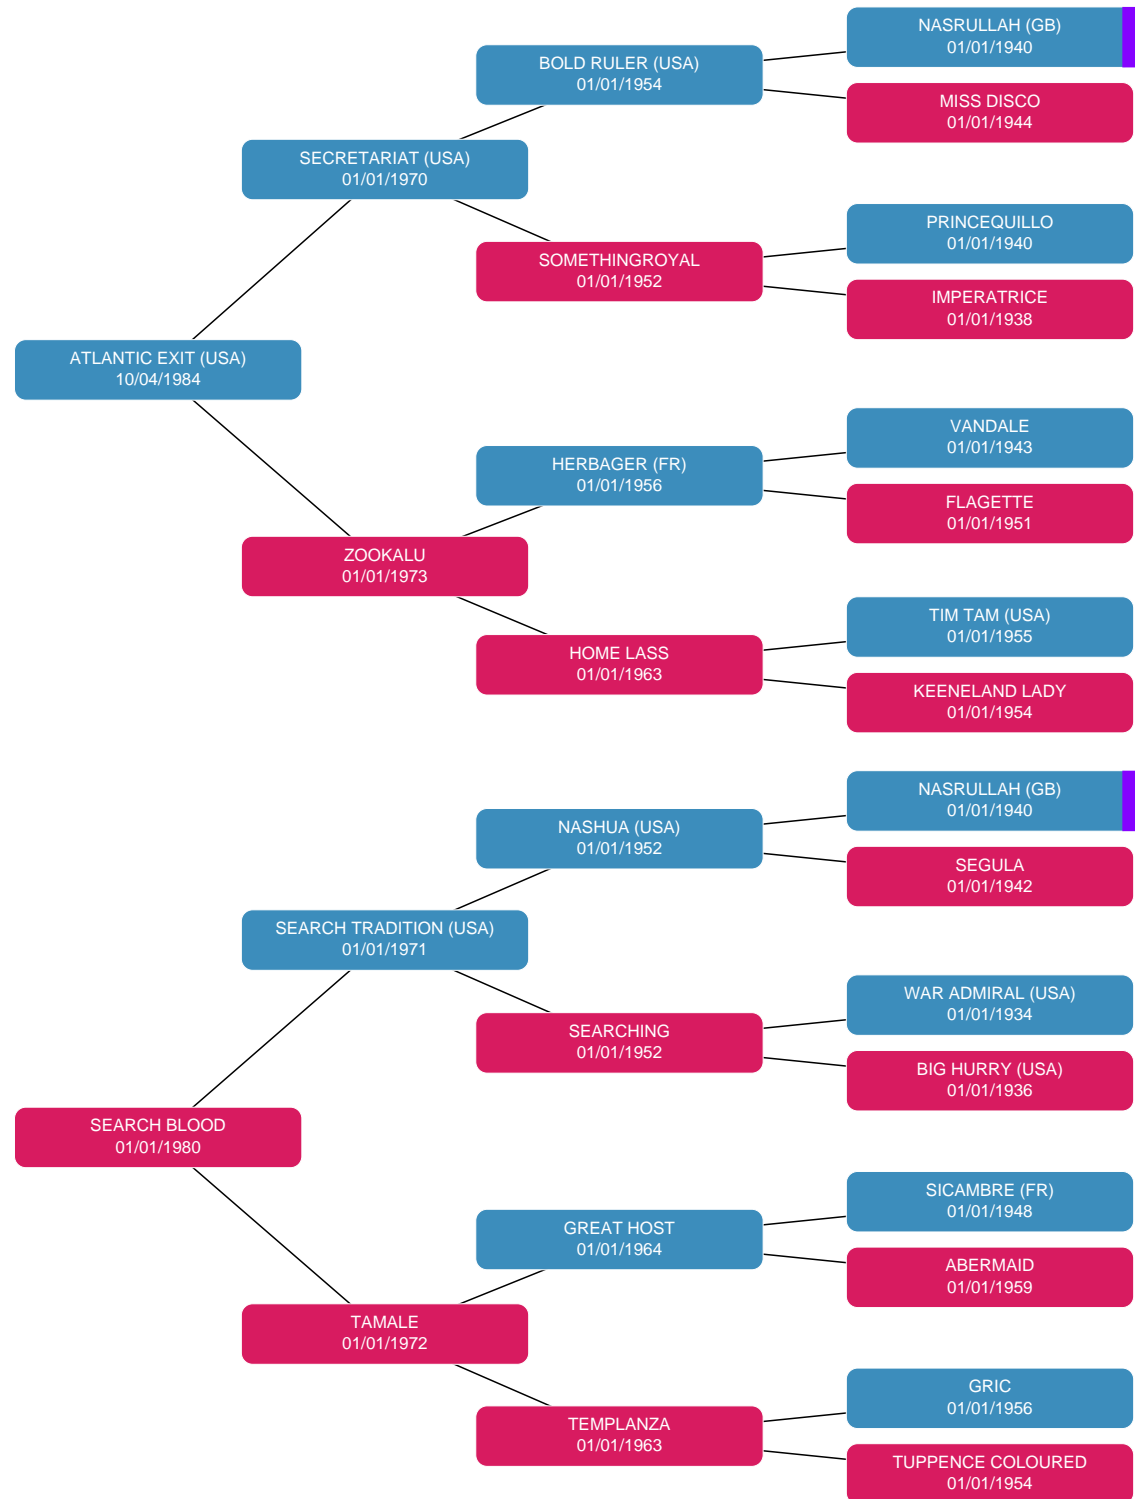 NASRULLAH (GB)
01/01/1940
BOLD RULER (USA)
01/01/1954
MISS DISCO
01/01/1944
SECRETARIAT (USA)
01/01/1970
PRINCEQUILLO
01/01/1940
SOMETHINGROYAL
01/01/1952
IMPERATRICE
01/01/1938
ATLANTIC EXIT (USA)
10/04/1984
VANDALE
01/01/1943
HERBAGER (FR)
01/01/1956
FLAGETTE
01/01/1951
ZOOKALU
01/01/1973
TIM TAM (USA)
01/01/1955
HOME LASS
01/01/1963
KEENELAND LADY
01/01/1954
NASRULLAH (GB)
01/01/1940
NASHUA (USA)
01/01/1952
SEGULA
01/01/1942
SEARCH TRADITION (USA)
01/01/1971
WAR ADMIRAL (USA)
01/01/1934
SEARCHING
01/01/1952
BIG HURRY (USA)
01/01/1936
SEARCH BLOOD
01/01/1980
SICAMBRE (FR)
01/01/1948
GREAT HOST
01/01/1964
ABERMAID
01/01/1959
TAMALE
01/01/1972
GRIC
01/01/1956
TEMPLANZA
01/01/1963
TUPPENCE COLOURED
01/01/1954